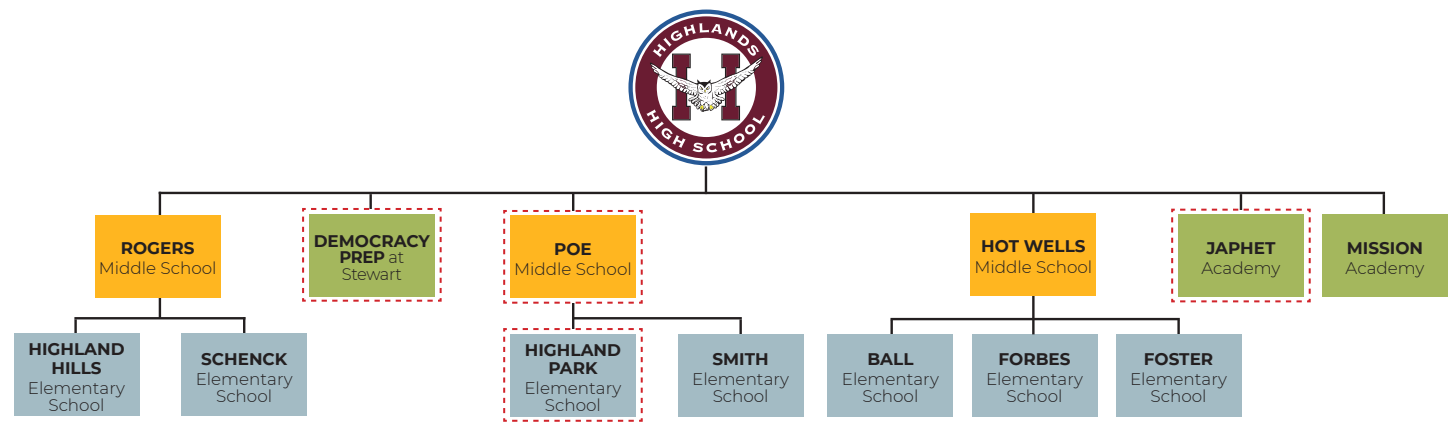 HIGHLANDS
H
HIGH SCHOOL
ROGERS
Middle School
DEMOCRACY
PREP at
Stewart
POE
Middle School
HOT WELLS
Middle School
JAPHET
Academy
MISSION
Academy
HIGHLAND
HILLS
Elementary
School
SCHENCK
Elementary
School
HIGHLAND
PARK
Elementary
School
SMITH
Elementary
School
BALL
Elementary
School
FORBES
Elementary
School
FOSTER
Elementary
School